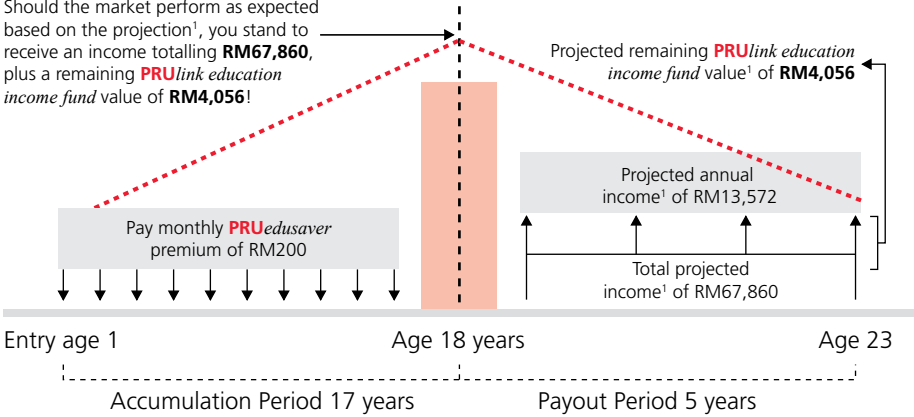 Should the market perform as expected
based on the projection¹, you stand to
receive an income totalling RM67,860,
plus a remaining PRUlink education
income fund value of RM4,056!
Projected remaining PRUlink education
income fund value¹ of RM4,056
Projected annual
income¹ of RM13,572
Pay monthly PRUedusaver
premium of RM200
Total projected
income¹ of RM67,860
Entry age 1
Age 18 years
Age 23
Accumulation Period 17 years
Payout Period 5 years